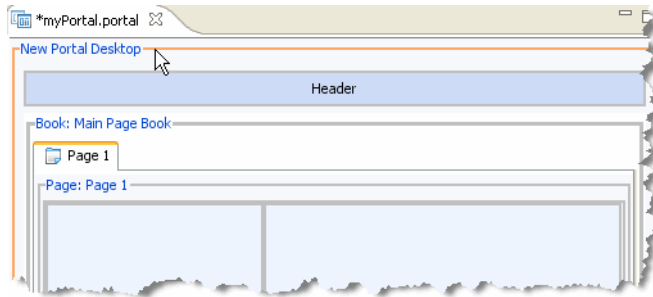 *myPortal.portal
New Portal Desktop
Header
Book: Main Page Book
Page 1
Page: Page 1